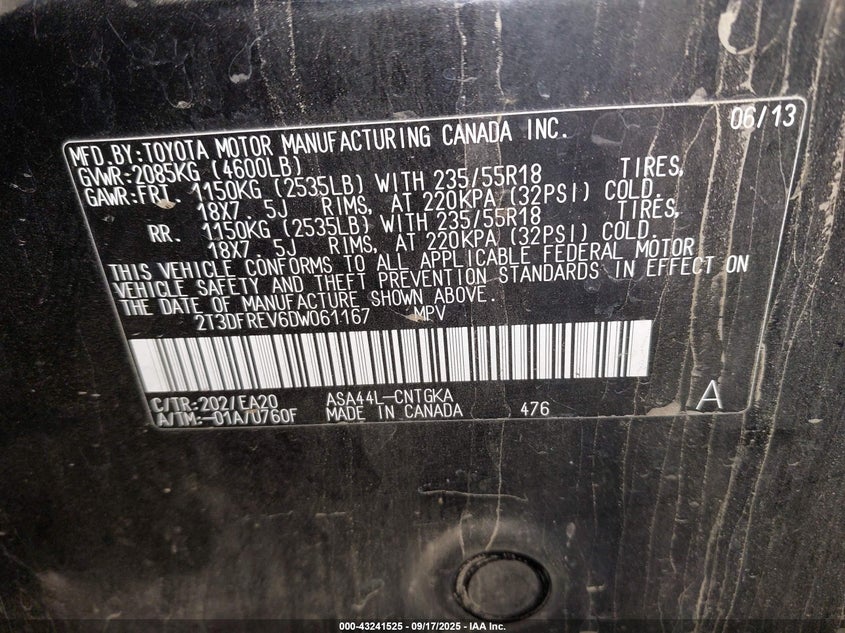 06/13
MFD.BY:TOYOTA MOTOR MANUFACTURING CANADA INC.
GVWR:2085KG (4600LB)
GAWR:FRT. 1150KG (2535LB) WITH 235/55R18 TIRES,
18X7. 5J RIMS, AT 220KPA (32PSI) COLD.
RR. 1150KG (2535LB) WITH 235/55R18 TIRES,
18X7. 5J RIMS, AT 220KPA (32PSI) COLD.
THIS VEHICLE CONFORMS TO ALL APPLICABLE FEDERAL MOTOR
VEHICLE SAFETY AND THEFT PREVENTION STANDARDS IN EFFECT ON
THE DATE OF MANUFACTURE SHOWN ABOVE.
2T3DFREV6DW061167 MPV
C/TR:202/EA20 ASA44L-CNTGKA
A/TM:-01A/0760F MADE IN CANADA 476 A
000-43241525 - 09/17/2025 - IAA Inc.